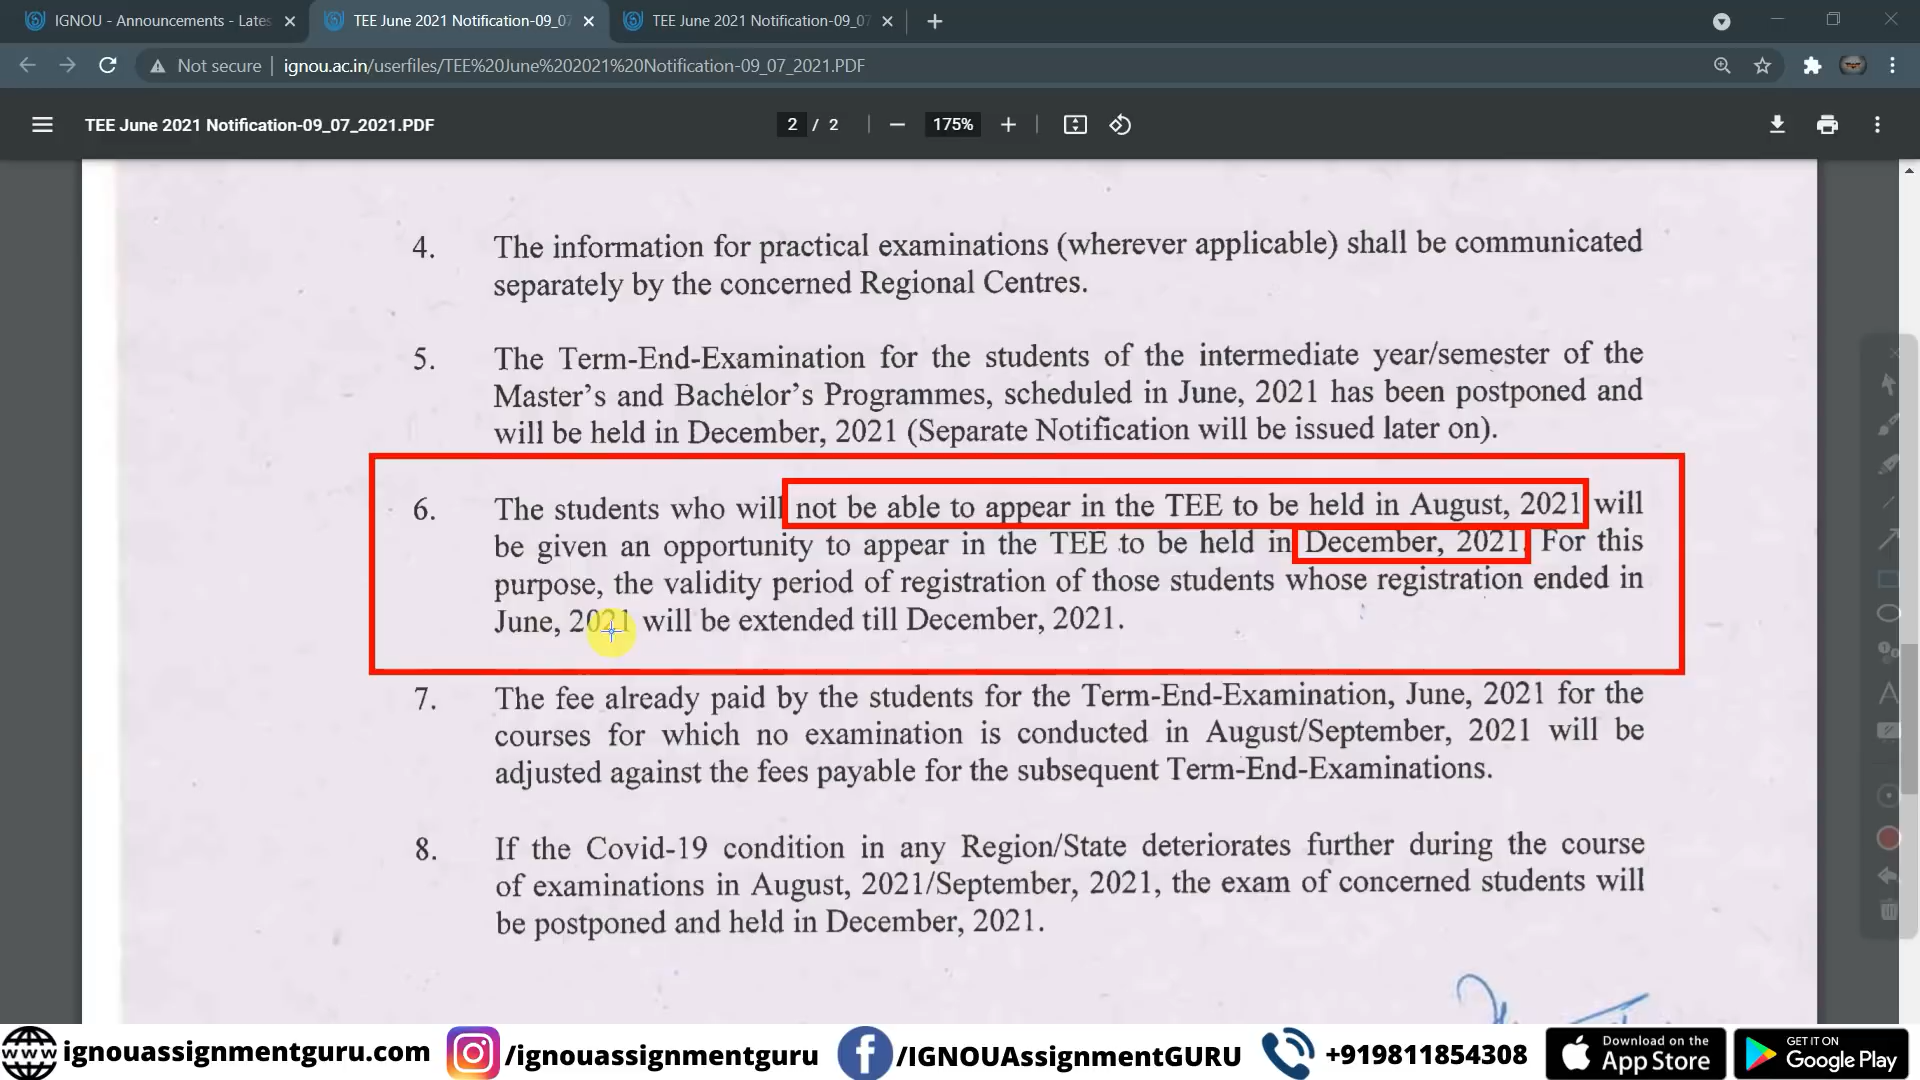 IGNOU - Announcements - Lates
TEE June 2021 Notification-09_07
TEE June 2021 Notification-09_07
Not secure | ignou.ac.in/userfiles/TEE%20June%202021%20Notification-09_07_2021.PDF
TEE June 2021 Notification-09_07_2021.PDF
2 / 2
175%
4. The information for practical examinations (wherever applicable) shall be communicated
separately by the concerned Regional Centres.
5. The Term-End-Examination for the students of the intermediate year/semester of the
Master's and Bachelor's Programmes, scheduled in June, 2021 has been postponed and
will be held in December, 2021 (Separate Notification will be issued later on).
6. The students who will not be able to appear in the TEE to be held in August, 2021 will
be given an opportunity to appear in the TEE to be held in December, 2021. For this
purpose, the validity period of registration of those students whose registration ended in
June, 2021 will be extended till December, 2021.
7. The fee already paid by the students for the Term-End-Examination, June, 2021 for the
courses for which no examination is conducted in August/September, 2021 will be
adjusted against the fees payable for the subsequent Term-End-Examinations.
8. If the Covid-19 condition in any Region/State deteriorates further during the course
of examinations in August, 2021/September, 2021, the exam of concerned students will
be postponed and held in December, 2021.
www ignouassignmentguru.com /ignouassignmentguru /IGNOUAssignmentGURU +919811854308
Download on the
App Store
GET IT ON
Google Play